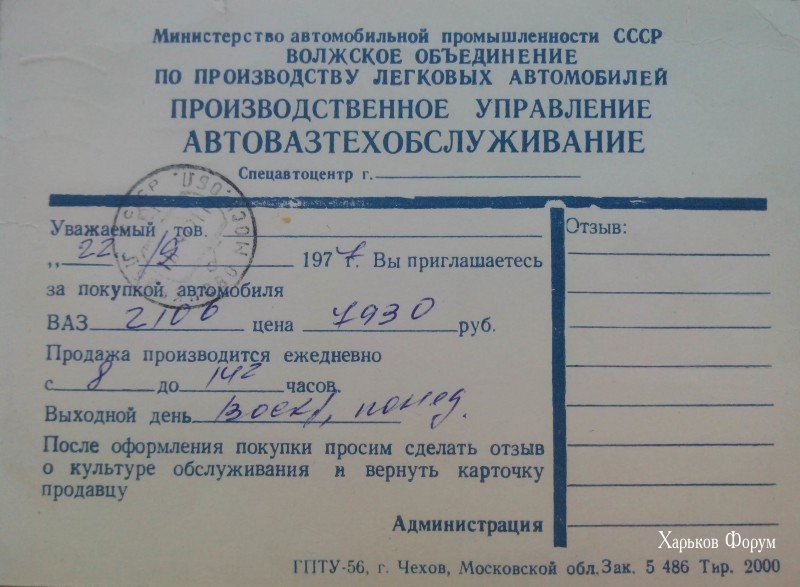 Министерство автомобильной промышленности СССР
ВОЛЖСКОЕ ОБЪЕДИНЕНИЕ
ПО ПРОИЗВОДСТВУ ЛЕГКОВЫХ АВТОМОБИЛЕЙ
ПРОИЗВОДСТВЕННОЕ УПРАВЛЕНИЕ
АВТОВАЗТЕХОБСЛУЖИВАНИЕ
Спецавтоцентр г.
Уважаемый тов.
„ 22 / 9 1977 г. Вы приглашаетесь
за покупкой автомобиля
ВАЗ 2106 цена 7930 руб.
Продажа производится ежедневно
с 8 до 14 часов.
Выходной день воскр, понед.
После оформления покупки просим сделать отзыв
о культуре обслуживания и вернуть карточку
продавцу
Администрация
Отзыв:
ГПТУ-56, г. Чехов, Московской обл. Зак. 5 486 Тир. 2000
Харьков Форум